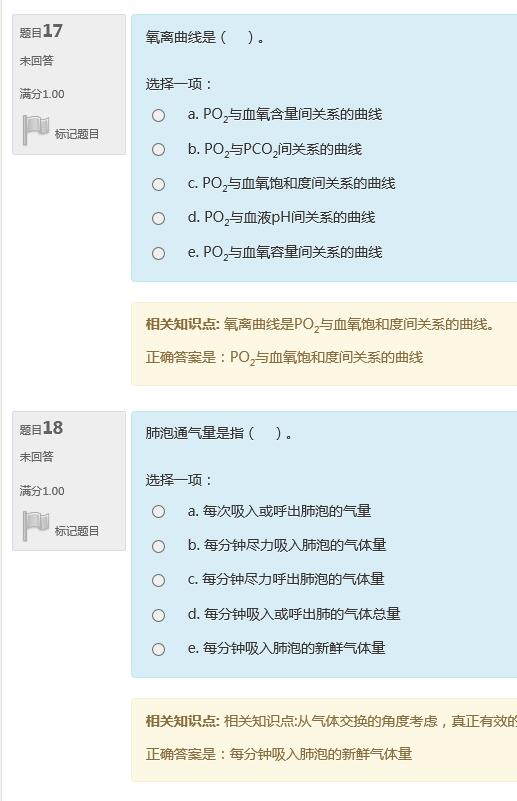 题目17
未回答
满分1.00
标记题目
氧离曲线是（ ）。
选择一项：
a. PO2与血氧含量间关系的曲线
b. PO2与PCO2间关系的曲线
c. PO2与血氧饱和度间关系的曲线
d. PO2与血液pH间关系的曲线
e. PO2与血氧容量间关系的曲线
相关知识点: 氧离曲线是PO2与血氧饱和度间关系的曲线。
正确答案是：PO2与血氧饱和度间关系的曲线
题目18
未回答
满分1.00
标记题目
肺泡通气量是指（ ）。
选择一项：
a. 每次吸入或呼出肺泡的气量
b. 每分钟尽力吸入肺泡的气体量
c. 每分钟尽力呼出肺泡的气体量
d. 每分钟吸入或呼出肺的气体总量
e. 每分钟吸入肺泡的新鲜气体量
相关知识点: 相关知识点:从气体交换的角度考虑，真正有效的
正确答案是：每分钟吸入肺泡的新鲜气体量